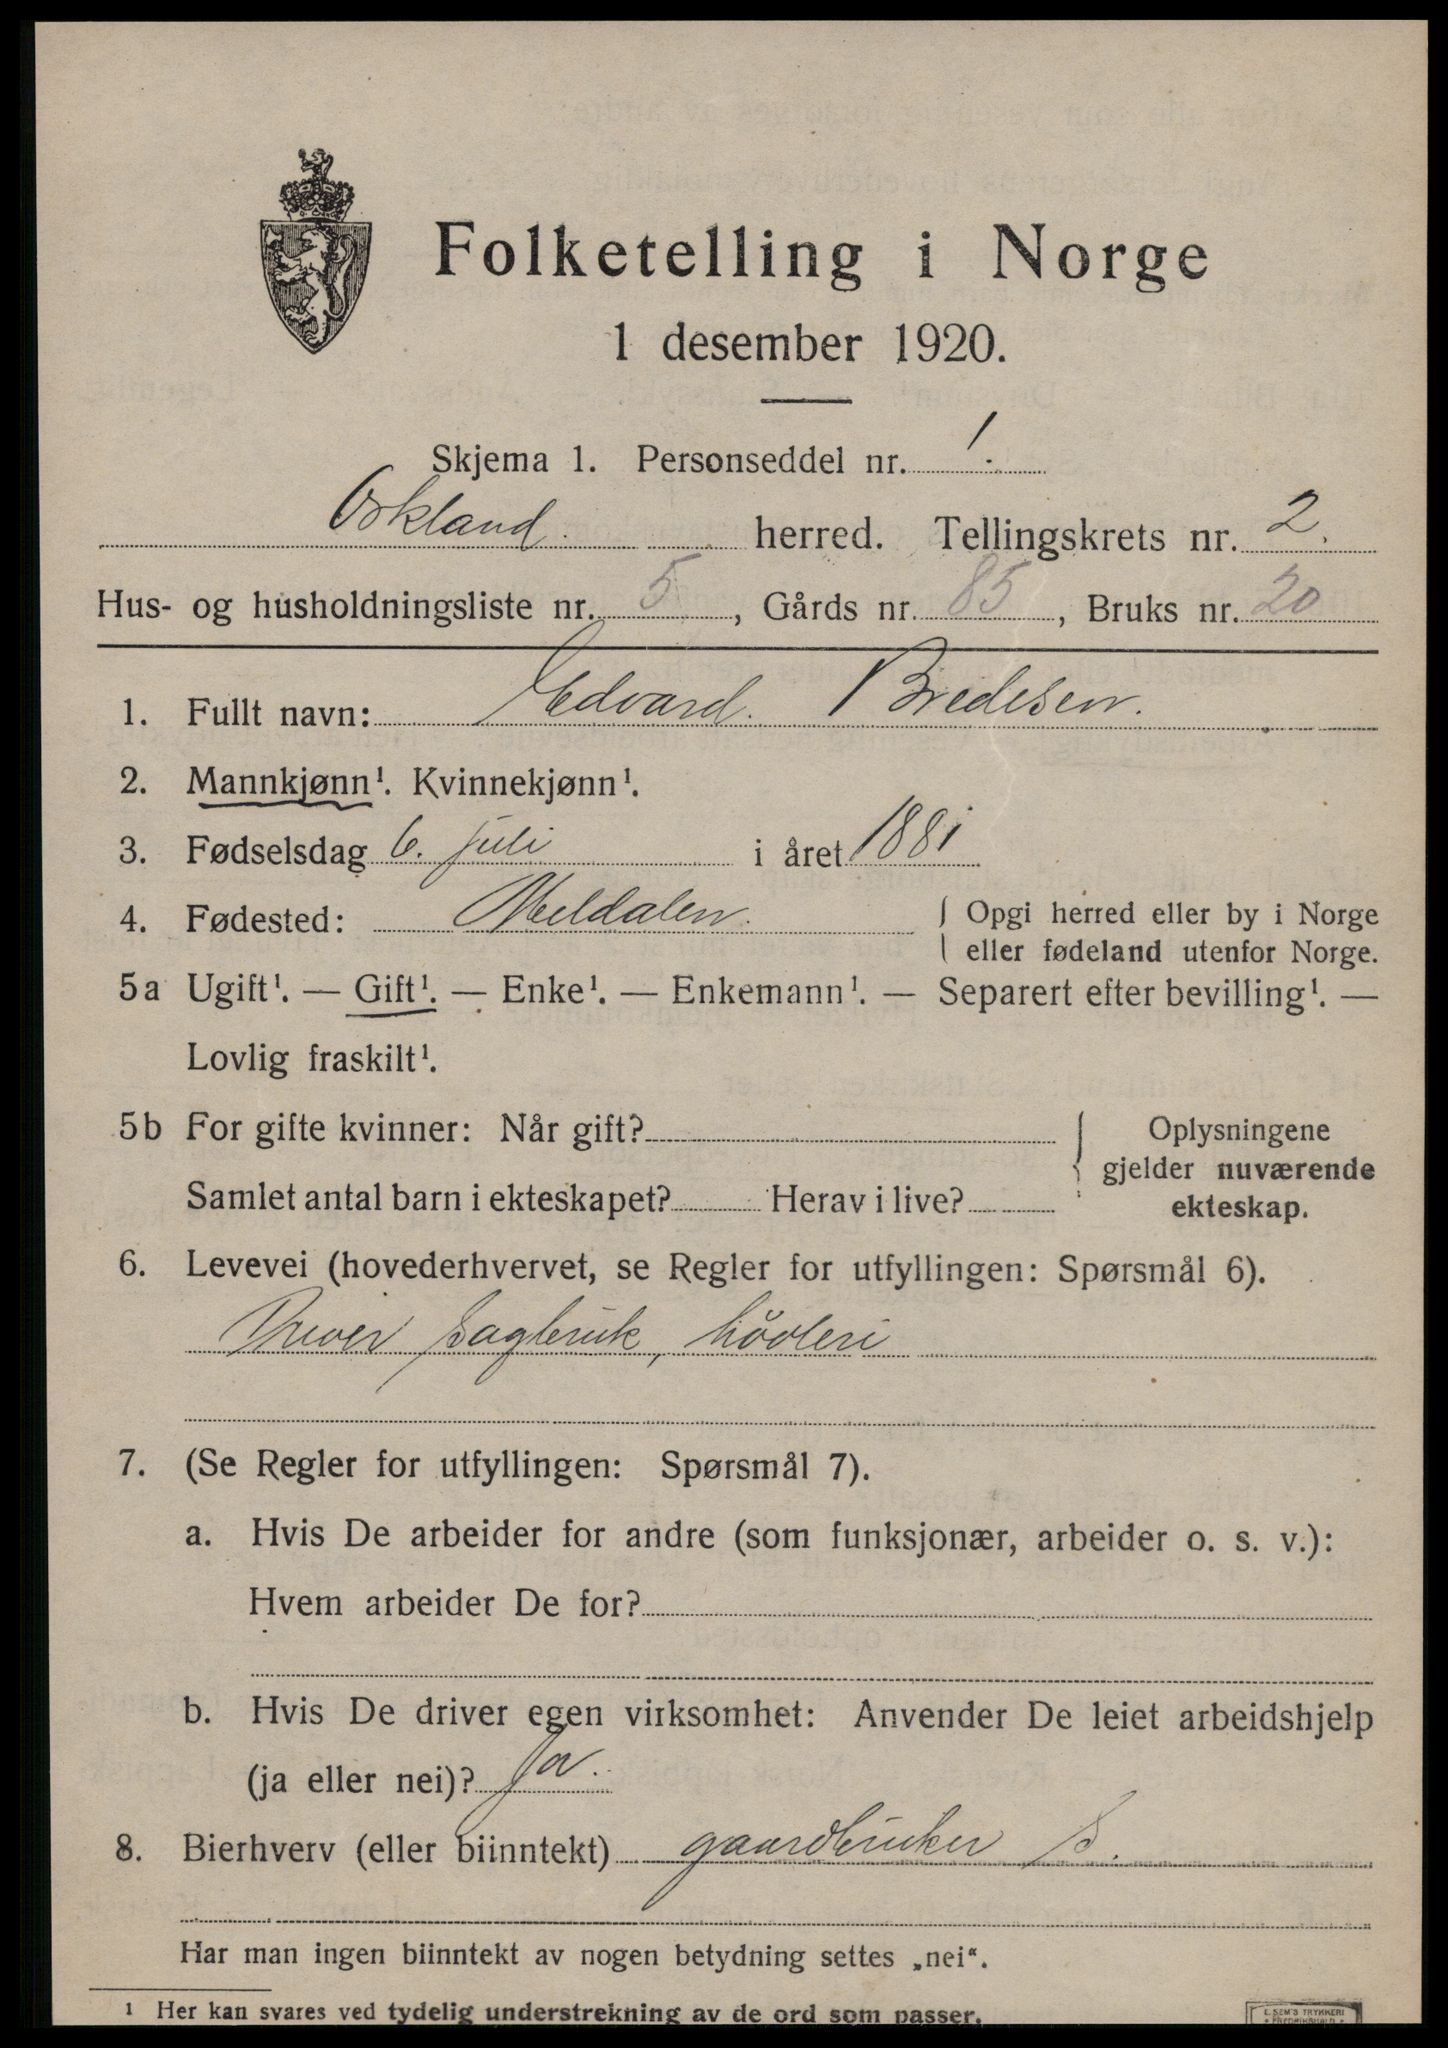 Folketelling i Norge
1 desember 1920.
Skjema 1. Personseddel nr. 1.
Orkland. herred. Tellingskrets nr. 2.
Hus- og husholdningsliste nr. 5, Gårds nr. 85, Bruks nr. 20
1. Fullt navn: Edvard. Bredesen.
2. Mannkjønn¹. Kvinnekjønn¹.
3. Fødselsdag 6. juli i året 1881
4. Fødested: Meldalen. { Opgi herred eller by i Norge
eller fødeland utenfor Norge.
5a Ugift¹. — Gift¹. — Enke¹. — Enkemann¹. — Separert efter bevilling¹. —
Lovlig fraskilt¹.
5b For gifte kvinner: Når gift? { Oplysningene
gjelder nuværende
Samlet antal barn i ekteskapet? Herav i live? ekteskap.
6. Levevei (hovederhvervet, se Regler for utfyllingen: Spørsmål 6).
Driver sagbruk, hövleri
7. (Se Regler for utfyllingen: Spørsmål 7).
a. Hvis De arbeider for andre (som funksjonær, arbeider o. s. v.):
Hvem arbeider De for?
b. Hvis De driver egen virksomhet: Anvender De leiet arbeidshjelp
(ja eller nei)? Ja.
8. Bierhverv (eller biinntekt) gaardbruker S.
Har man ingen biinntekt av nogen betydning settes „nei“.
¹ Her kan svares ved tydelig understrekning av de ord som passer.
E. SEM'S TRYKKERI
• FREDRIKSHALD •